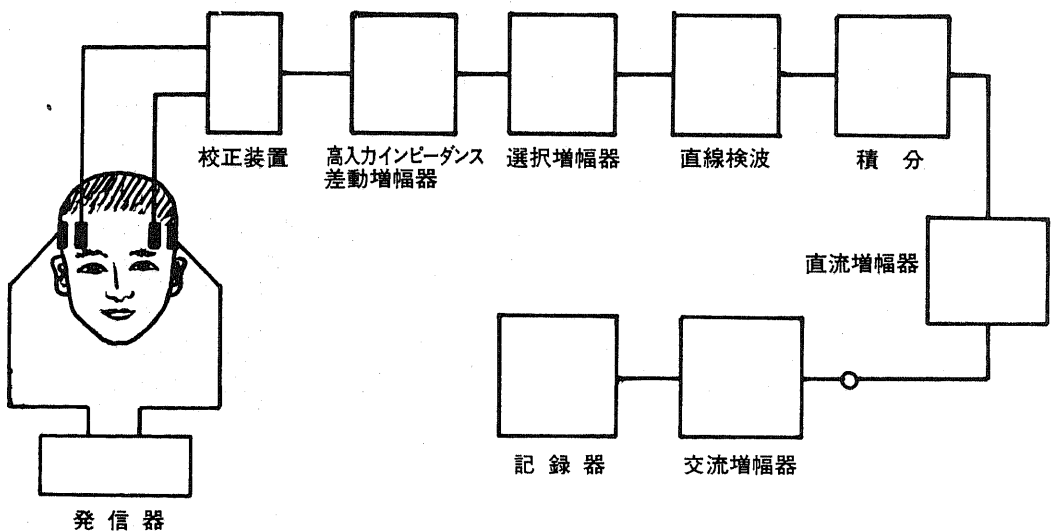 校正装置
高入力インピーダンス
差動増幅器
選択増幅器
直線検波
積分
直流増幅器
記録器
交流増幅器
発信器